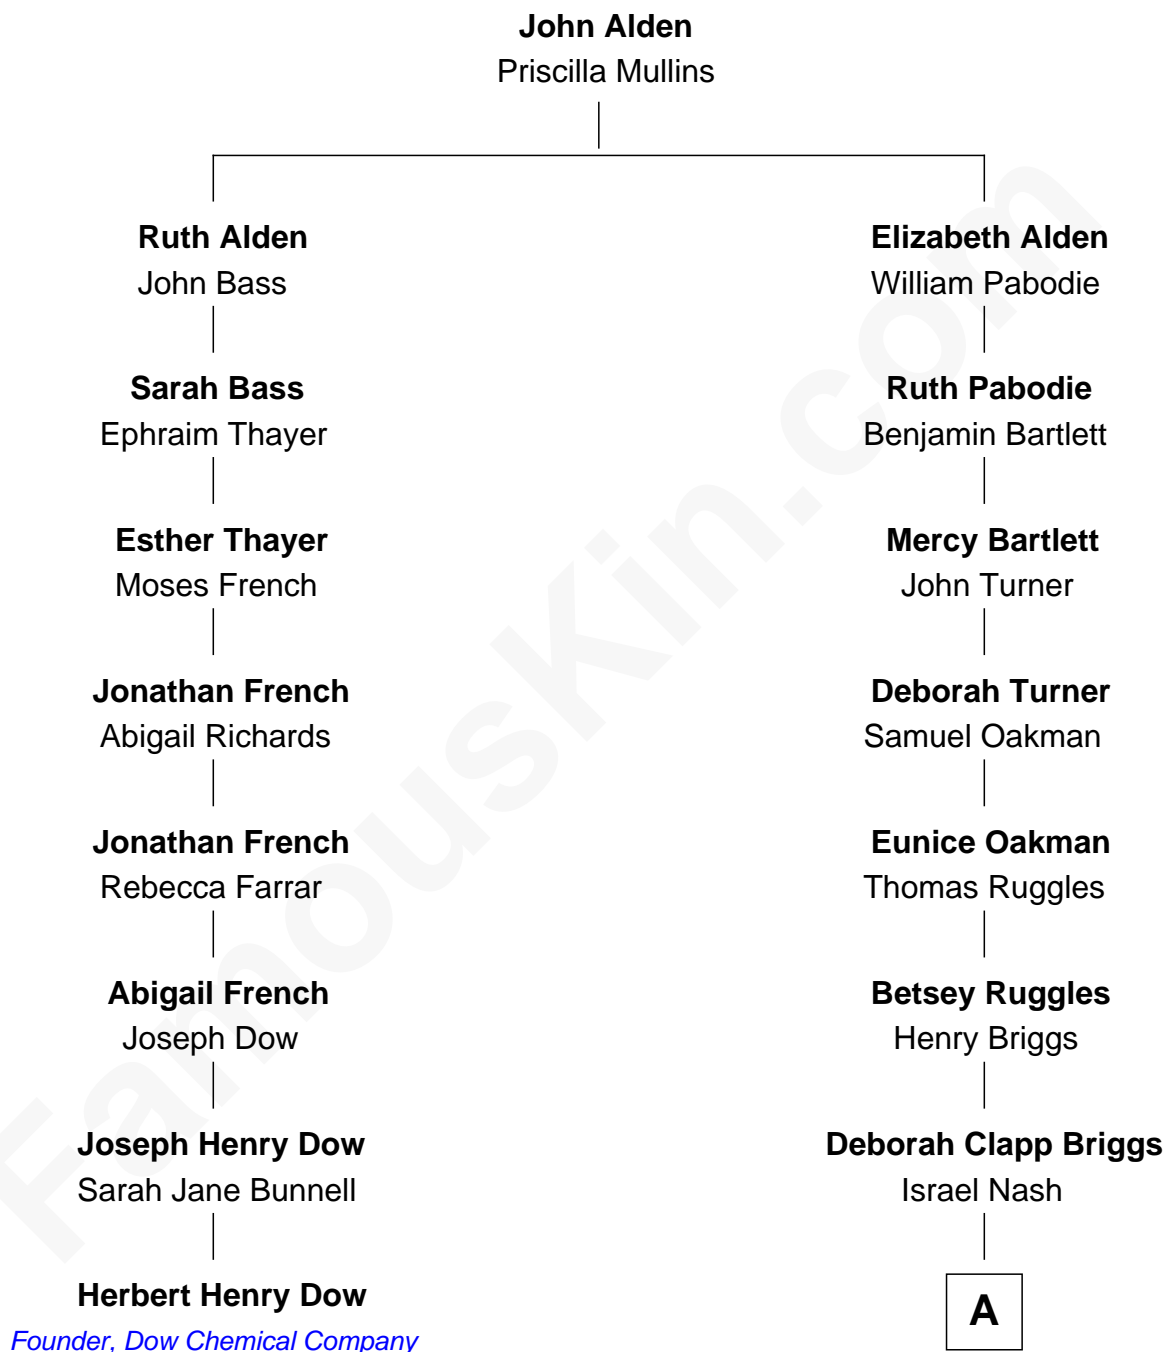 John Alden
Priscilla Mullins
Ruth Alden
John Bass
Elizabeth Alden
William Pabodie
Sarah Bass
Ephraim Thayer
Ruth Pabodie
Benjamin Bartlett
Esther Thayer
Moses French
Mercy Bartlett
John Turner
Jonathan French
Abigail Richards
Deborah Turner
Samuel Oakman
Jonathan French
Rebecca Farrar
Eunice Oakman
Thomas Ruggles
Abigail French
Joseph Dow
Betsey Ruggles
Henry Briggs
Joseph Henry Dow
Sarah Jane Bunnell
Deborah Clapp Briggs
Israel Nash
Herbert Henry Dow
Founder, Dow Chemical Company
A
FamousKin.com